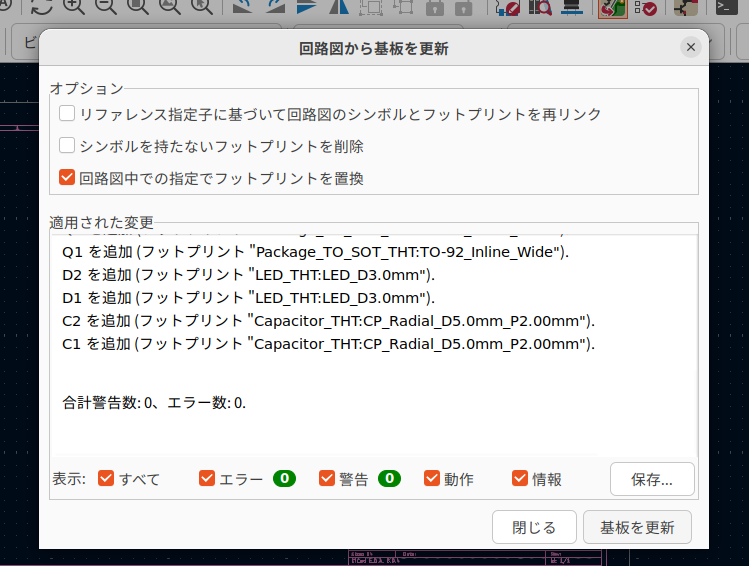 ビ
回路図から基板を更新
オプション
リファレンス指定子に基づいて回路図のシンボルとフットプリントを再リンク
シンボルを持たないフットプリントを削除
回路図中での指定でフットプリントを置換
適用された変更
Q1 を追加 (フットプリント "Package_TO_SOT_THT:TO-92_Inline_Wide").
D2 を追加 (フットプリント "LED_THT:LED_D3.0mm").
D1 を追加 (フットプリント "LED_THT:LED_D3.0mm").
C2 を追加 (フットプリント "Capacitor_THT:CP_Radial_D5.0mm_P2.00mm").
C1 を追加 (フットプリント "Capacitor_THT:CP_Radial_D5.0mm_P2.00mm").
合計警告数: 0、エラー数: 0.
表示: すべて エラー 0 警告 0 動作 情報 保存...
閉じる 基板を更新